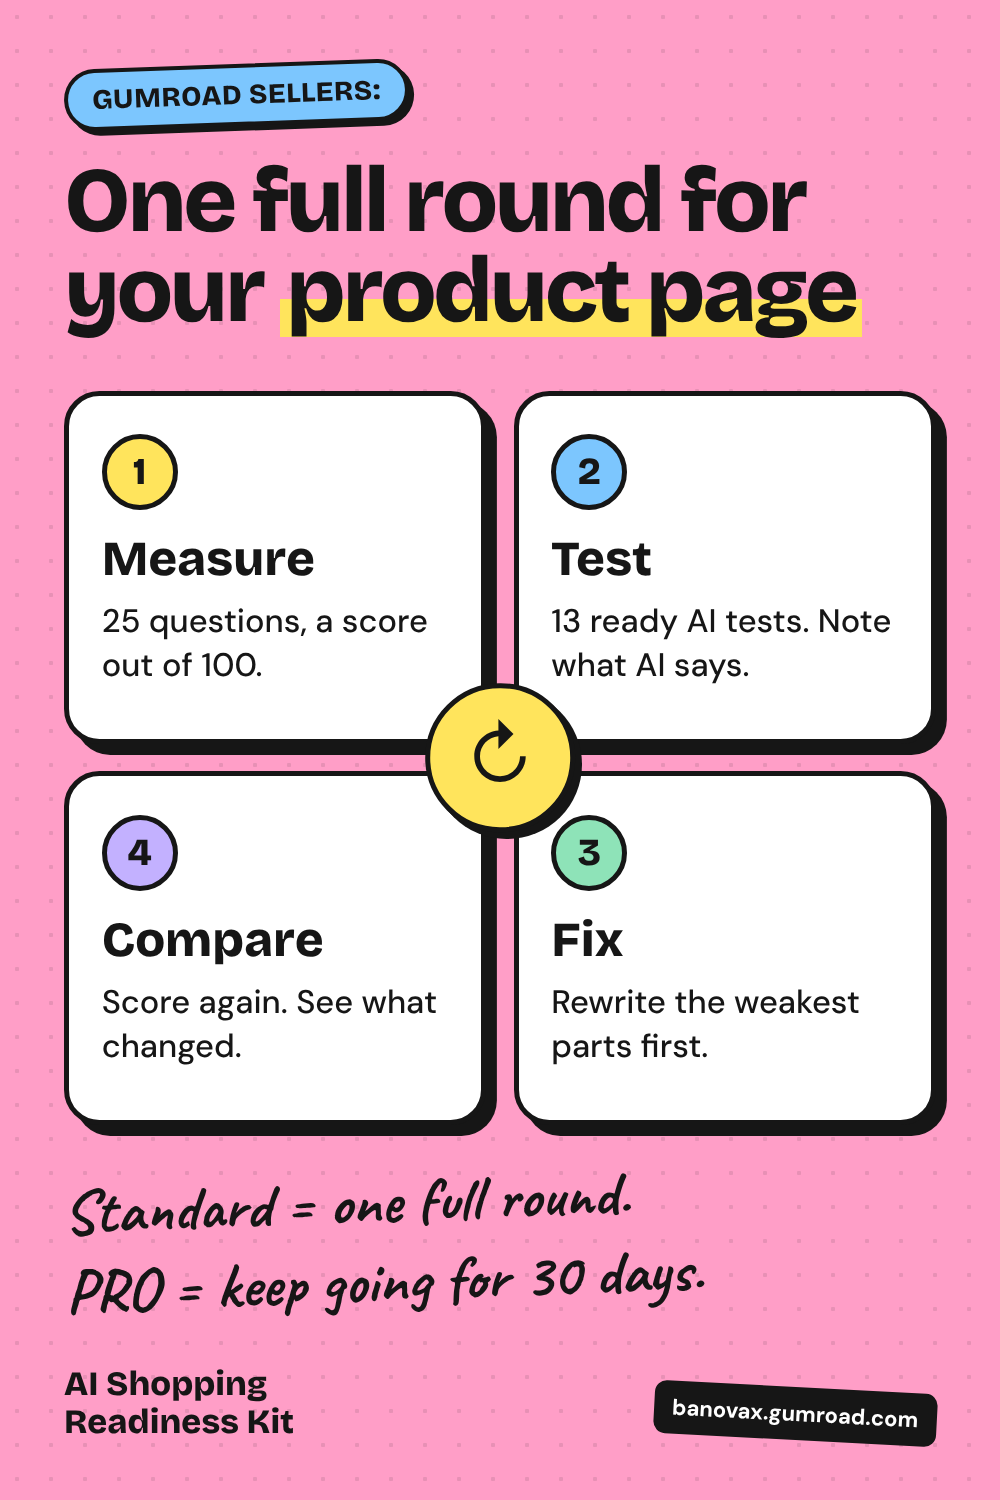 GUMROAD SELLERS:
One full round for
your product page
1
Measure
25 questions, a score
out of 100.
2
Test
13 ready AI tests. Note
what AI says.
3
Fix
Rewrite the weakest
parts first.
4
Compare
Score again. See what
changed.
Standard = one full round.
PRO = keep going for 30 days.
AI Shopping
Readiness Kit
banovax.gumroad.com